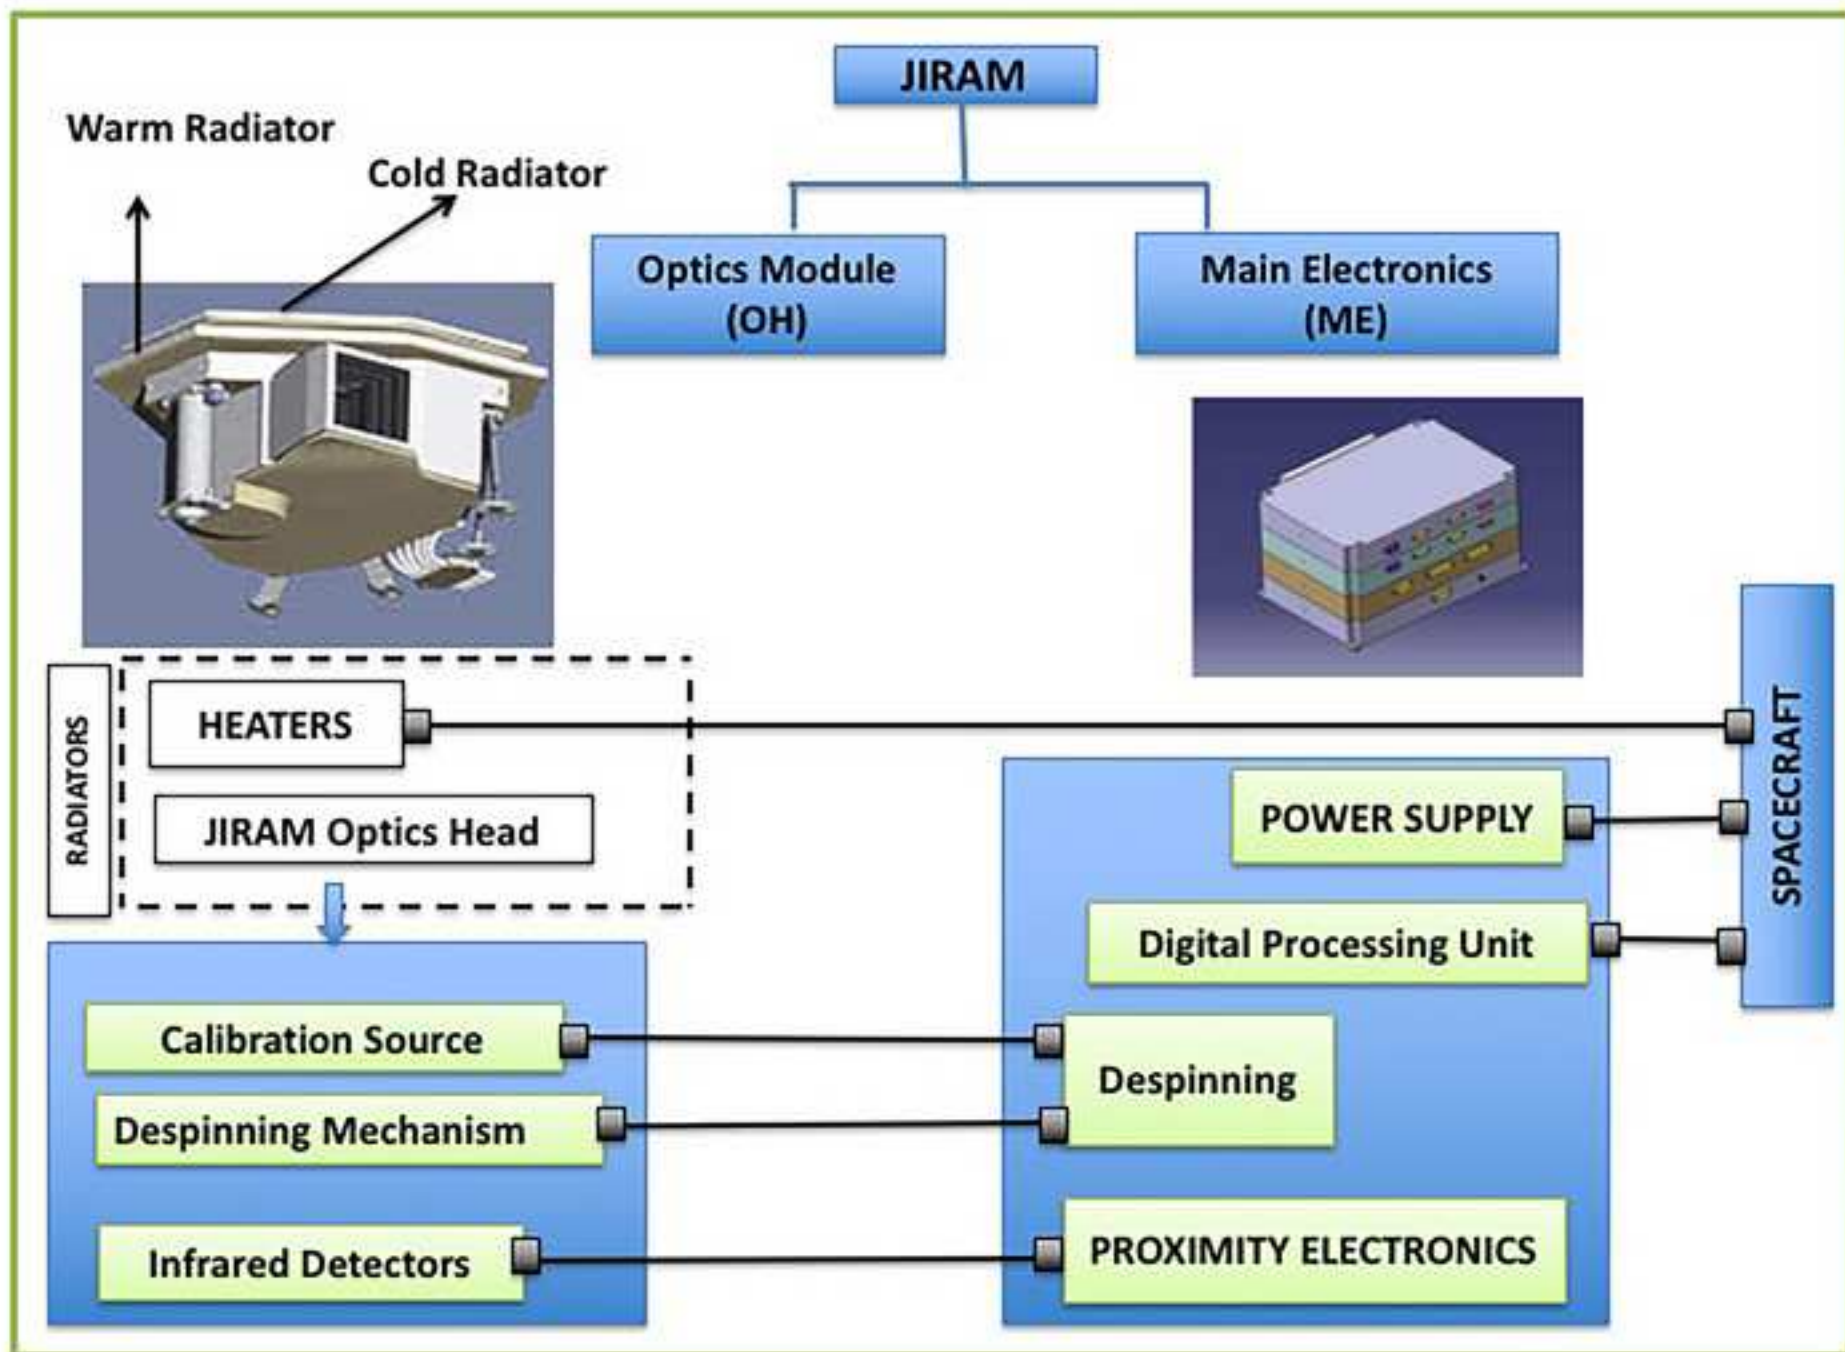 JIRAM
Warm Radiator
Cold Radiator
Optics Module
(OH)
Main Electronics
(ME)
RADIATORS
HEATERS
JIRAM Optics Head
SPACECRAFT
POWER SUPPLY
Digital Processing Unit
Calibration Source
Despinning Mechanism
Infrared Detectors
Despinning
PROXIMITY ELECTRONICS